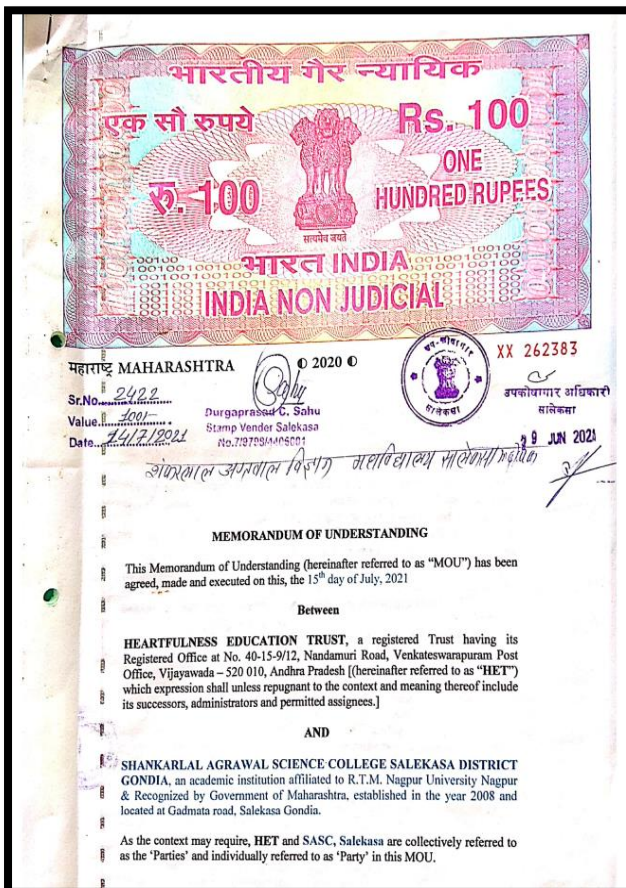 भारतीय गैर न्यायिक
एक सौ रुपये
Rs. 100
रु. 100
ONE
HUNDRED RUPEES
सत्यमेव जयते
भारत INDIA
INDIA NON JUDICIAL
महाराष्ट्र MAHARASHTRA
2020
XX 262383
Sr.No. 2422
Value 100/-
Date 14/7/2021
Durgaprasad C. Sahu
Stamp Vender Salekasa
उप-कोषागार
सालेकसा
उपकोषागार अधिकारी
सालेकसा
29 JUN 2021
शंकरलाल अग्रवाल विज्ञान महाविद्यालय सालेकसा
MEMORANDUM OF UNDERSTANDING
This Memorandum of Understanding (hereinafter referred to as “MOU”) has been
agreed, made and executed on this, the 15th day of July, 2021
Between
HEARTFULNESS EDUCATION TRUST, a registered Trust having its
Registered Office at No. 40-15-9/12, Nandamuri Road, Venkateswarapuram Post
Office, Vijayawada – 520 010, Andhra Pradesh [(hereinafter referred to as “HET”)
which expression shall unless repugnant to the context and meaning thereof include
its successors, administrators and permitted assignees.]
AND
SHANKARLAL AGRAWAL SCIENCE COLLEGE SALEKASA DISTRICT
GONDIA, an academic institution affiliated to R.T.M. Nagpur University Nagpur
& Recognized by Government of Maharashtra, established in the year 2008 and
located at Gadmata road, Salekasa Gondia.
As the context may require, HET and SASC, Salekasa are collectively referred to
as the ‘Parties’ and individually referred to as ‘Party’ in this MOU.